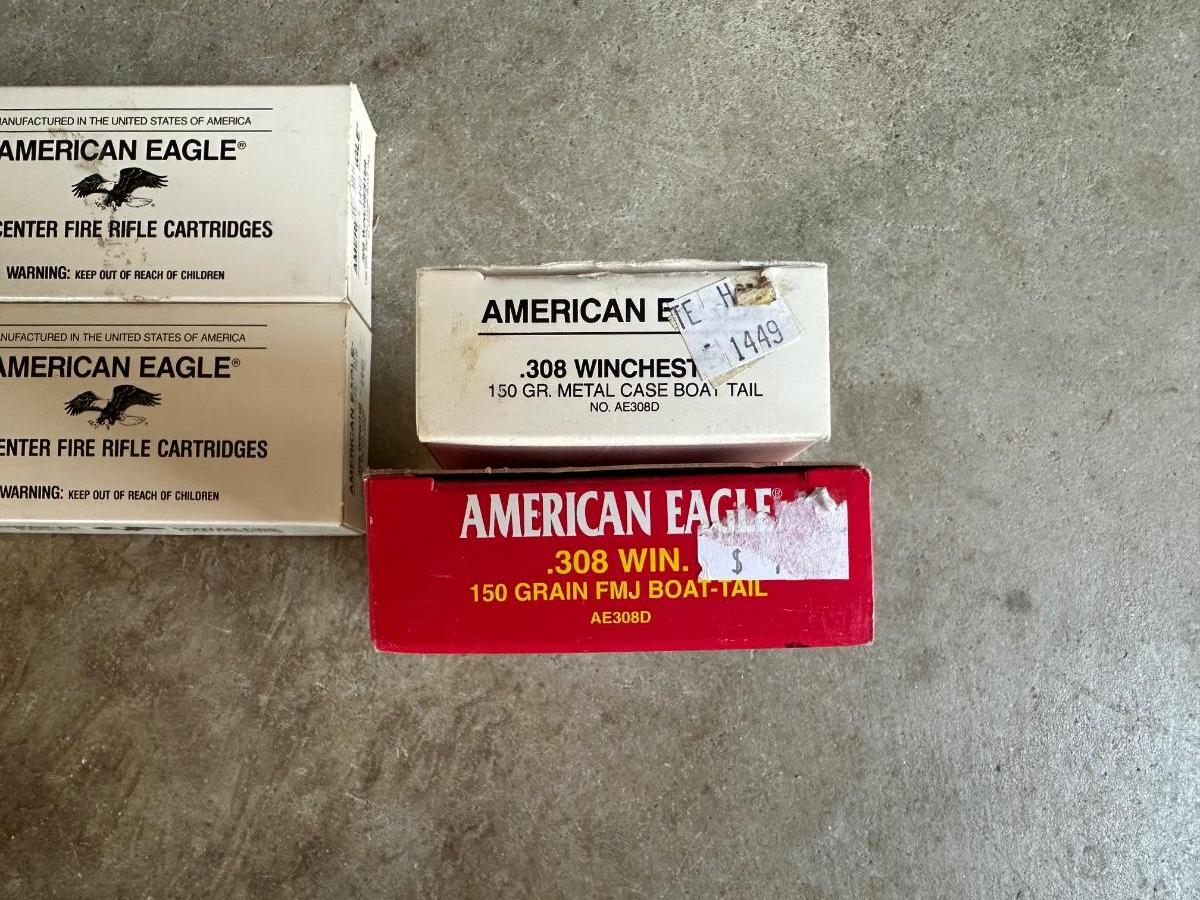 MANUFACTURED IN THE UNITED STATES OF AMERICA
AMERICAN EAGLE®
CENTER FIRE RIFLE CARTRIDGES
WARNING: KEEP OUT OF REACH OF CHILDREN
MANUFACTURED IN THE UNITED STATES OF AMERICA
AMERICAN EAGLE®
CENTER FIRE RIFLE CARTRIDGES
WARNING: KEEP OUT OF REACH OF CHILDREN
AMERICAN E
TE H
1449
.308 WINCHEST
150 GR. METAL CASE BOAT TAIL
NO. AE308D
AMERICAN EAGLE®
$
.308 WIN.
150 GRAIN FMJ BOAT-TAIL
AE308D